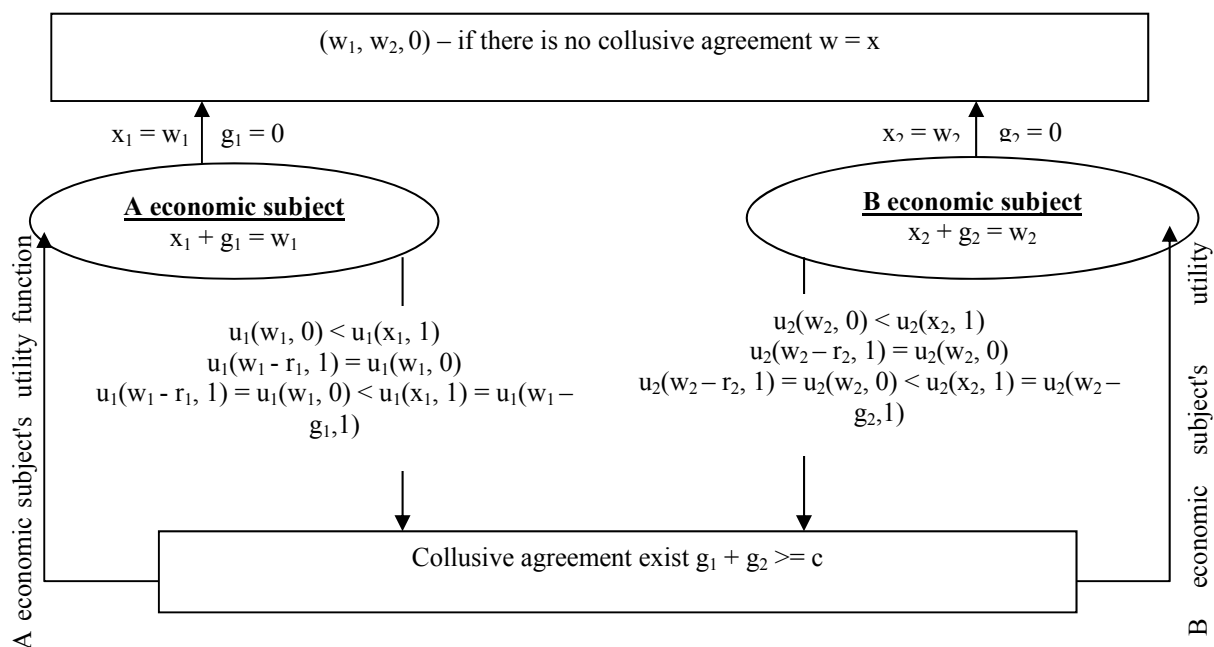 (w₁, w₂, 0) – if there is no collusive agreement w = x
x₁ = w₁ g₁ = 0
x₂ = w₂ g₂ = 0
A economic subject
x₁ + g₁ = w₁
B economic subject
x₂ + g₂ = w₂
u₁(w₁, 0) < u₁(x₁, 1)
u₁(w₁ - r₁, 1) = u₁(w₁, 0)
u₁(w₁ - r₁, 1) = u₁(w₁, 0) < u₁(x₁, 1) = u₁(w₁ –
g₁,1)
u₂(w₂, 0) < u₂(x₂, 1)
u₂(w₂ – r₂, 1) = u₂(w₂, 0)
u₂(w₂ – r₂, 1) = u₂(w₂, 0) < u₂(x₂, 1) = u₂(w₂ –
g₂,1)
Collusive agreement exist g₁ + g₂ >= c
A economic subject's utility function
B economic subject's utility